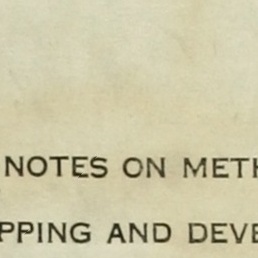 NOTES ON METH
PPING AND DEVE